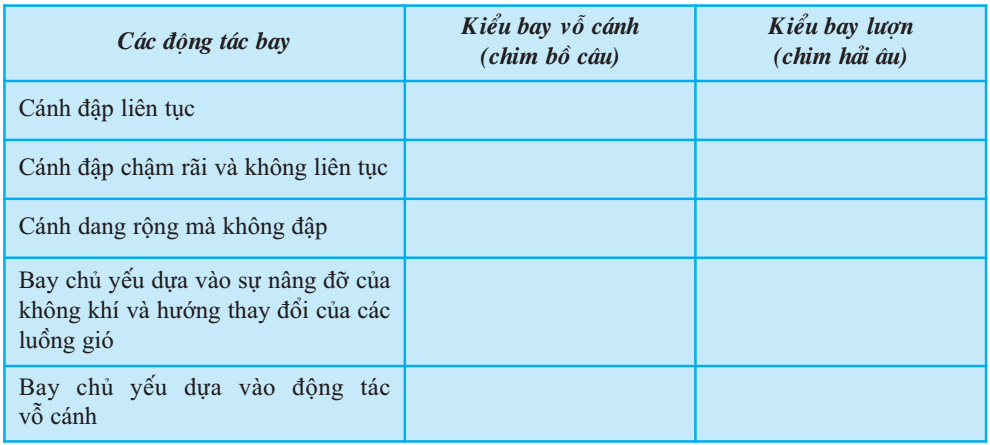 Các động tác bay
Kiểu bay vỗ cánh
(chim bồ câu)
Kiểu bay lượn
(chim hải âu)
Cánh đập liên tục
Cánh đập chậm rãi và không liên tục
Cánh dang rộng mà không đập
Bay chủ yếu dựa vào sự nâng đỡ của
không khí và hướng thay đổi của các
luồng gió
Bay chủ yếu dựa vào động tác
vỗ cánh